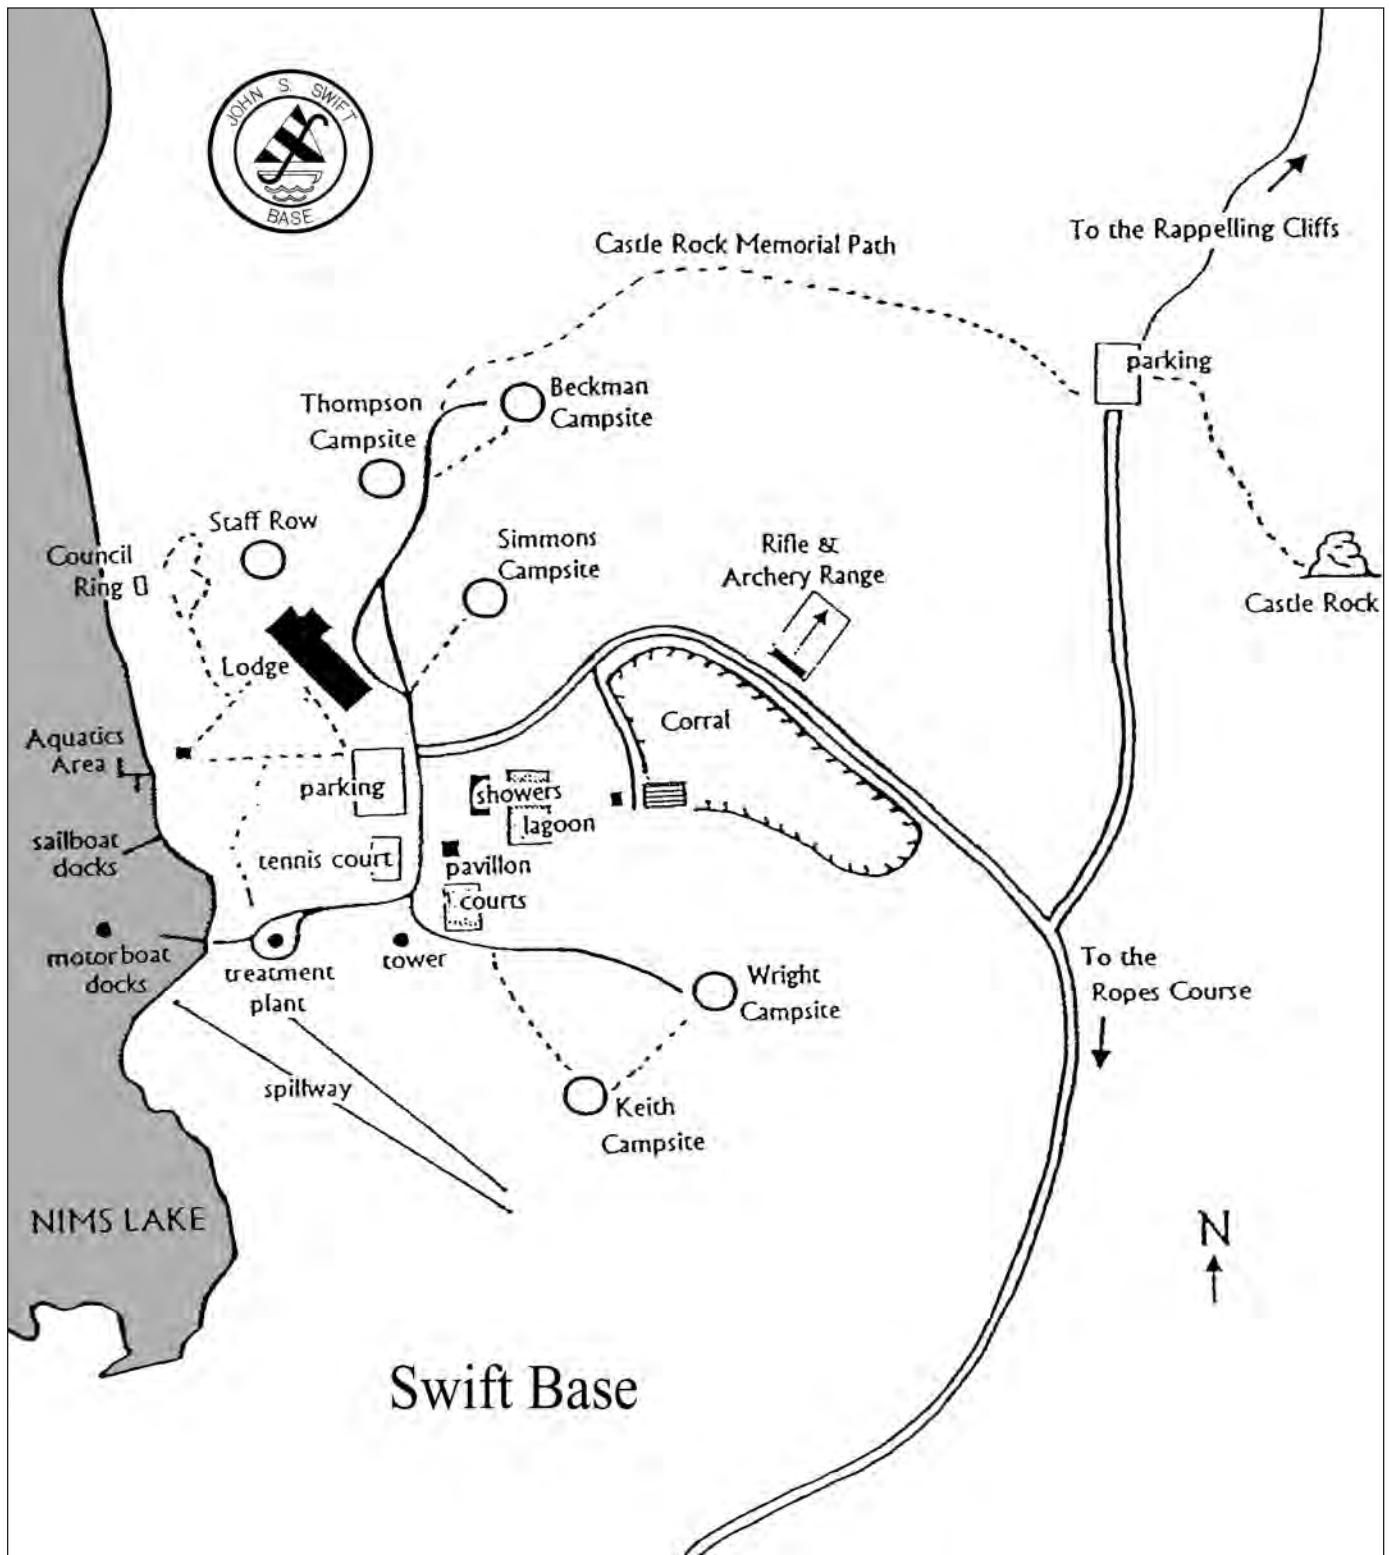 JOHN S. SWIFT
BASE
Castle Rock Memorial Path
To the Rappelling Cliffs
parking
Thompson
Campsite
Beckman
Campsite
Staff Row
Council
Ring
Simmons
Campsite
Rifle &
Archery Range
Castle Rock
Lodge
Corral
Aquatics
Area
parking
showers
lagoon
sailboat
docks
tennis court
pavillon
courts
motorboat
docks
treatment
plant
tower
Wright
Campsite
To the
Ropes Course
spillway
Keith
Campsite
NIMS LAKE
N
Swift Base